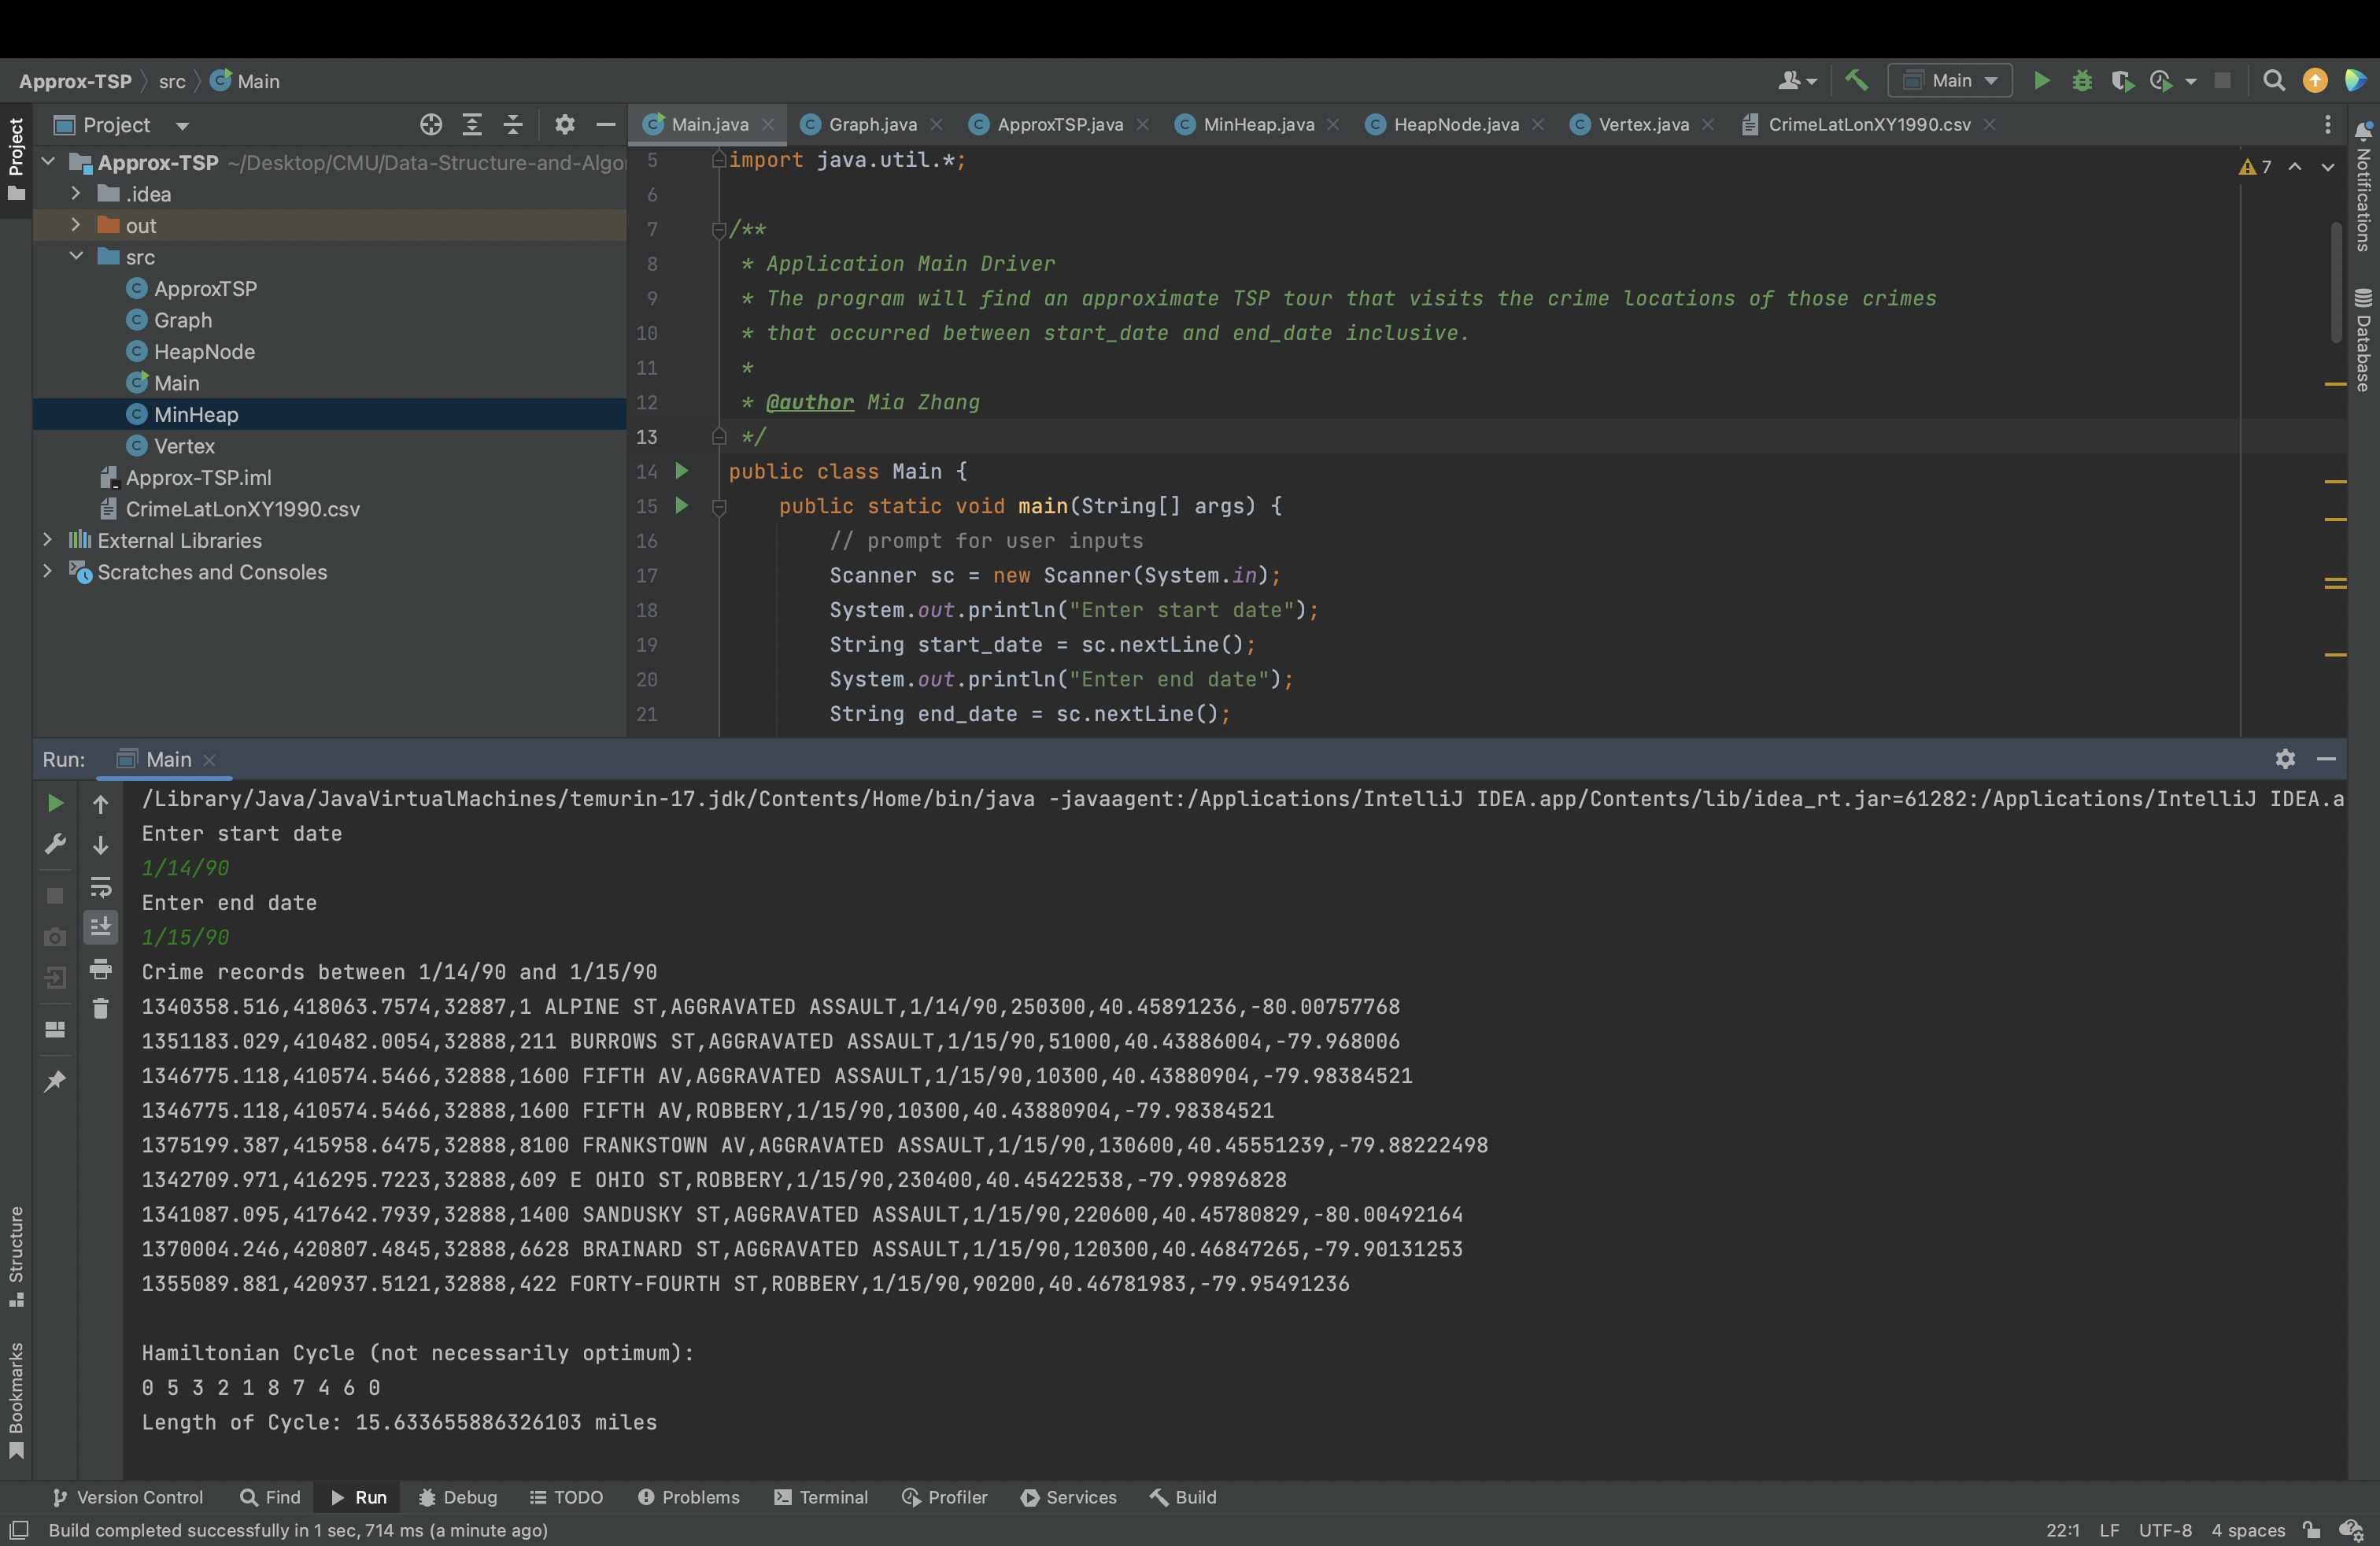 Approx-TSP src Main
Main
Project
Main.java Graph.java ApproxTSP.java MinHeap.java HeapNode.java Vertex.java CrimeLatLonXY1990.csv
Project
Notifications
Database
Approx-TSP ~/Desktop/CMU/Data-Structure-and-Algor
.idea
out
src
ApproxTSP
Graph
HeapNode
Main
MinHeap
Vertex
Approx-TSP.iml
CrimeLatLonXY1990.csv
External Libraries
Scratches and Consoles
7
5 import java.util.*;
6
7 /**
8 * Application Main Driver
9 * The program will find an approximate TSP tour that visits the crime locations of those crimes
10 * that occurred between start_date and end_date inclusive.
11 *
12 * @author Mia Zhang
13 */
14 public class Main {
15 public static void main(String[] args) {
16 // prompt for user inputs
17 Scanner sc = new Scanner(System.in);
18 System.out.println("Enter start date");
19 String start_date = sc.nextLine();
20 System.out.println("Enter end date");
21 String end_date = sc.nextLine();
Run: Main
/Library/Java/JavaVirtualMachines/temurin-17.jdk/Contents/Home/bin/java -javaagent:/Applications/IntelliJ IDEA.app/Contents/lib/idea_rt.jar=61282:/Applications/IntelliJ IDEA.a
Enter start date
1/14/90
Enter end date
1/15/90
Crime records between 1/14/90 and 1/15/90
1340358.516,418063.7574,32887,1 ALPINE ST,AGGRAVATED ASSAULT,1/14/90,250300,40.45891236,-80.00757768
1351183.029,410482.0054,32888,211 BURROWS ST,AGGRAVATED ASSAULT,1/15/90,51000,40.43886004,-79.968006
1346775.118,410574.5466,32888,1600 FIFTH AV,AGGRAVATED ASSAULT,1/15/90,10300,40.43880904,-79.98384521
1346775.118,410574.5466,32888,1600 FIFTH AV,ROBBERY,1/15/90,10300,40.43880904,-79.98384521
1375199.387,415958.6475,32888,8100 FRANKSTOWN AV,AGGRAVATED ASSAULT,1/15/90,130600,40.45551239,-79.88222498
1342709.971,416295.7223,32888,609 E OHIO ST,ROBBERY,1/15/90,230400,40.45422538,-79.99896828
1341087.095,417642.7939,32888,1400 SANDUSKY ST,AGGRAVATED ASSAULT,1/15/90,220600,40.45780829,-80.00492164
1370004.246,420807.4845,32888,6628 BRAINARD ST,AGGRAVATED ASSAULT,1/15/90,120300,40.46847265,-79.90131253
1355089.881,420937.5121,32888,422 FORTY-FOURTH ST,ROBBERY,1/15/90,90200,40.46781983,-79.95491236
Hamiltonian Cycle (not necessarily optimum):
0 5 3 2 1 8 7 4 6 0
Length of Cycle: 15.633655886326103 miles
Structure
Bookmarks
Version Control Find Run Debug TODO Problems Terminal Profiler Services Build
Build completed successfully in 1 sec, 714 ms (a minute ago)
22:1 LF UTF-8 4 spaces